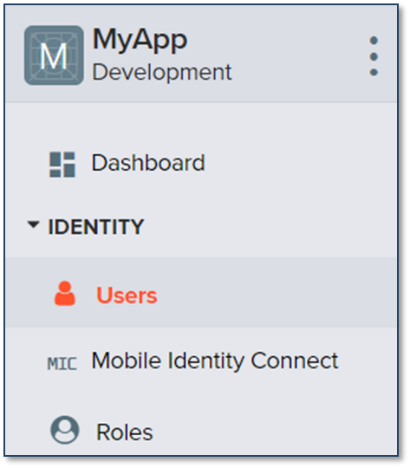 M
MyApp
Development
Dashboard
IDENTITY
Users
MIC Mobile Identity Connect
Roles